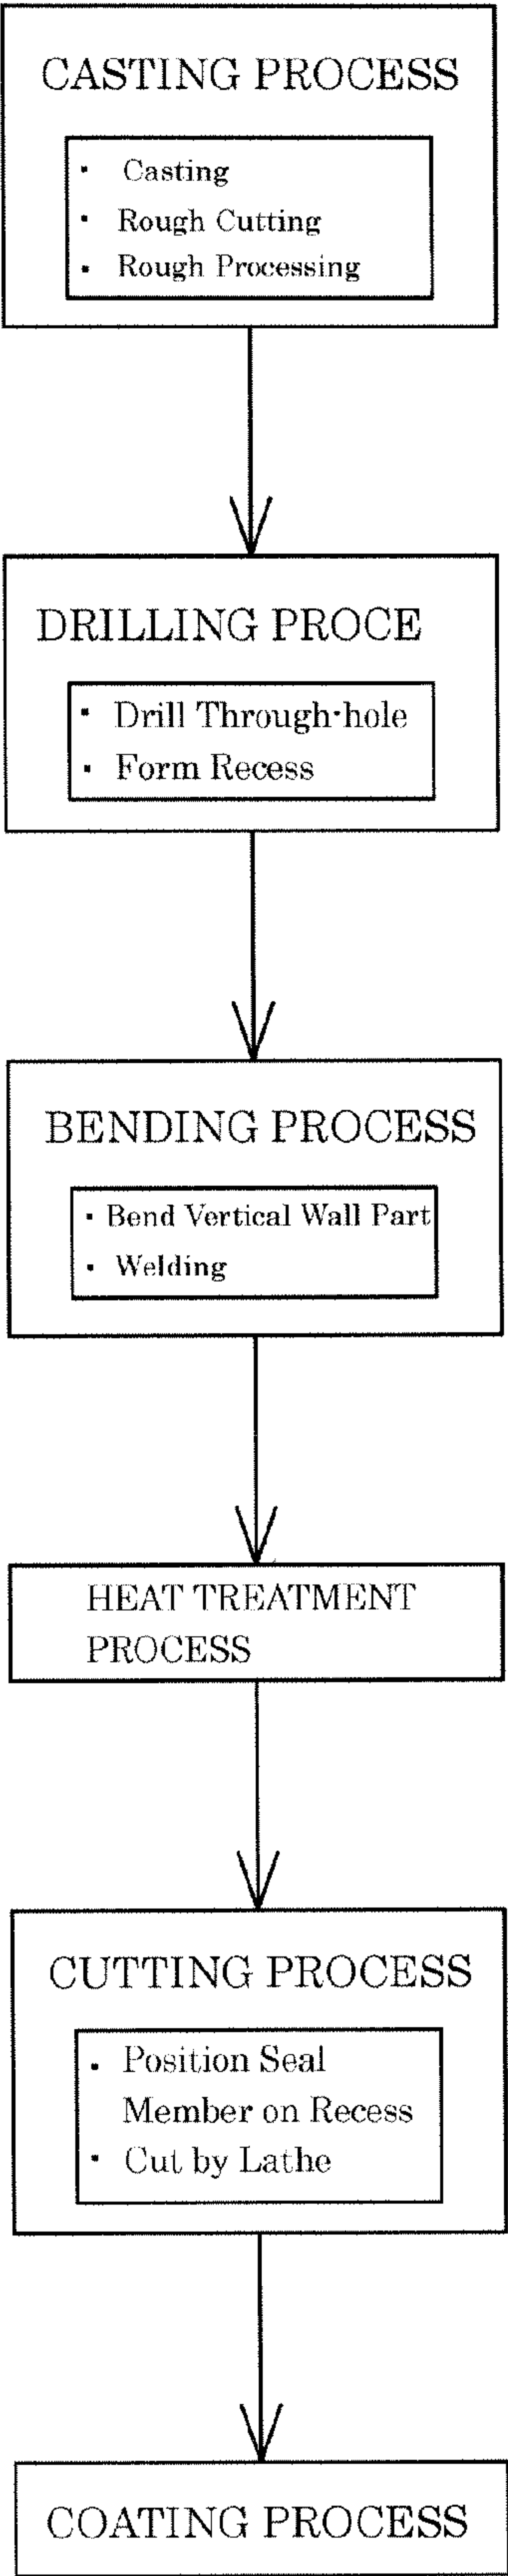 CASTING PROCESS
· Casting
· Rough Cutting
· Rough Processing
DRILLING PROCE
· Drill Through-hole
· Form Recess
BENDING PROCESS
· Bend Vertical Wall Part
· Welding
HEAT TREATMENT
PROCESS
CUTTING PROCESS
· Position Seal
Member on Recess
· Cut by Lathe
COATING PROCESS